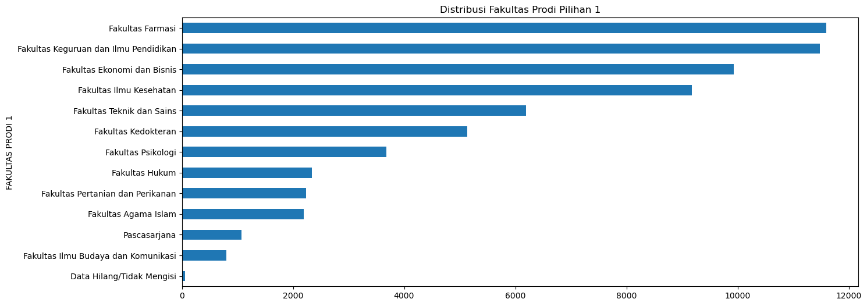 Distribusi Fakultas Prodi Pilihan 1
FAKULTAS PRODI 1
Fakultas Farmasi
Fakultas Keguruan dan Ilmu Pendidikan
Fakultas Ekonomi dan Bisnis
Fakultas Ilmu Kesehatan
Fakultas Teknik dan Sains
Fakultas Kedokteran
Fakultas Psikologi
Fakultas Hukum
Fakultas Pertanian dan Perikanan
Fakultas Agama Islam
Pascasarjana
Fakultas Ilmu Budaya dan Komunikasi
Data Hilang/Tidak Mengisi
0 2000 4000 6000 8000 10000 12000